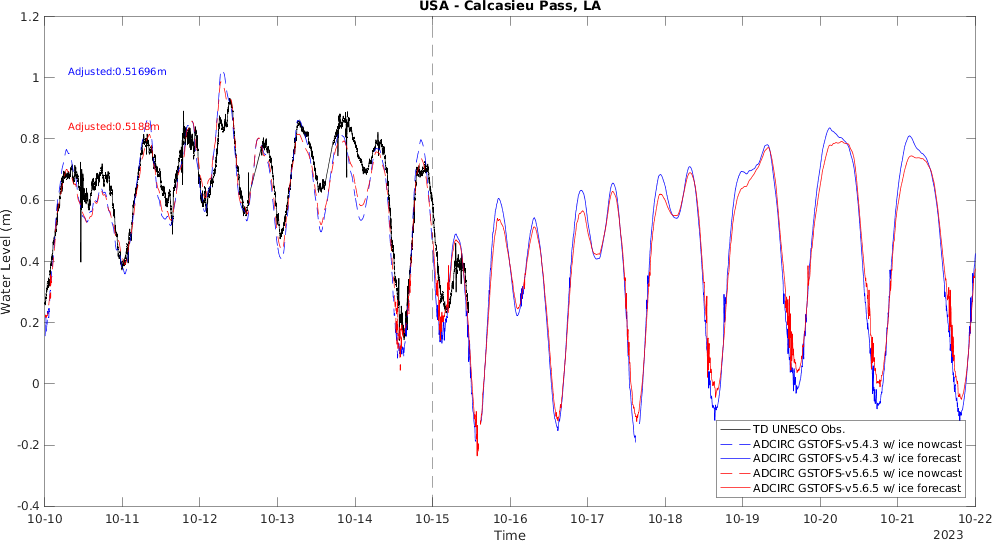 USA - Calcasieu Pass, LA
1.2
1
0.8
0.6
0.4
0.2
0
-0.2
-0.4
Water Level (m)
Adjusted:0.51696m
Adjusted:0.5188m
TD UNESCO Obs.
ADCIRC GSTOFS-v5.4.3 w/ ice nowcast
ADCIRC GSTOFS-v5.4.3 w/ ice forecast
ADCIRC GSTOFS-v5.6.5 w/ ice nowcast
ADCIRC GSTOFS-v5.6.5 w/ ice forecast
10-10 10-11 10-12 10-13 10-14 10-15 10-16 10-17 10-18 10-19 10-20 10-21 10-22
Time
2023